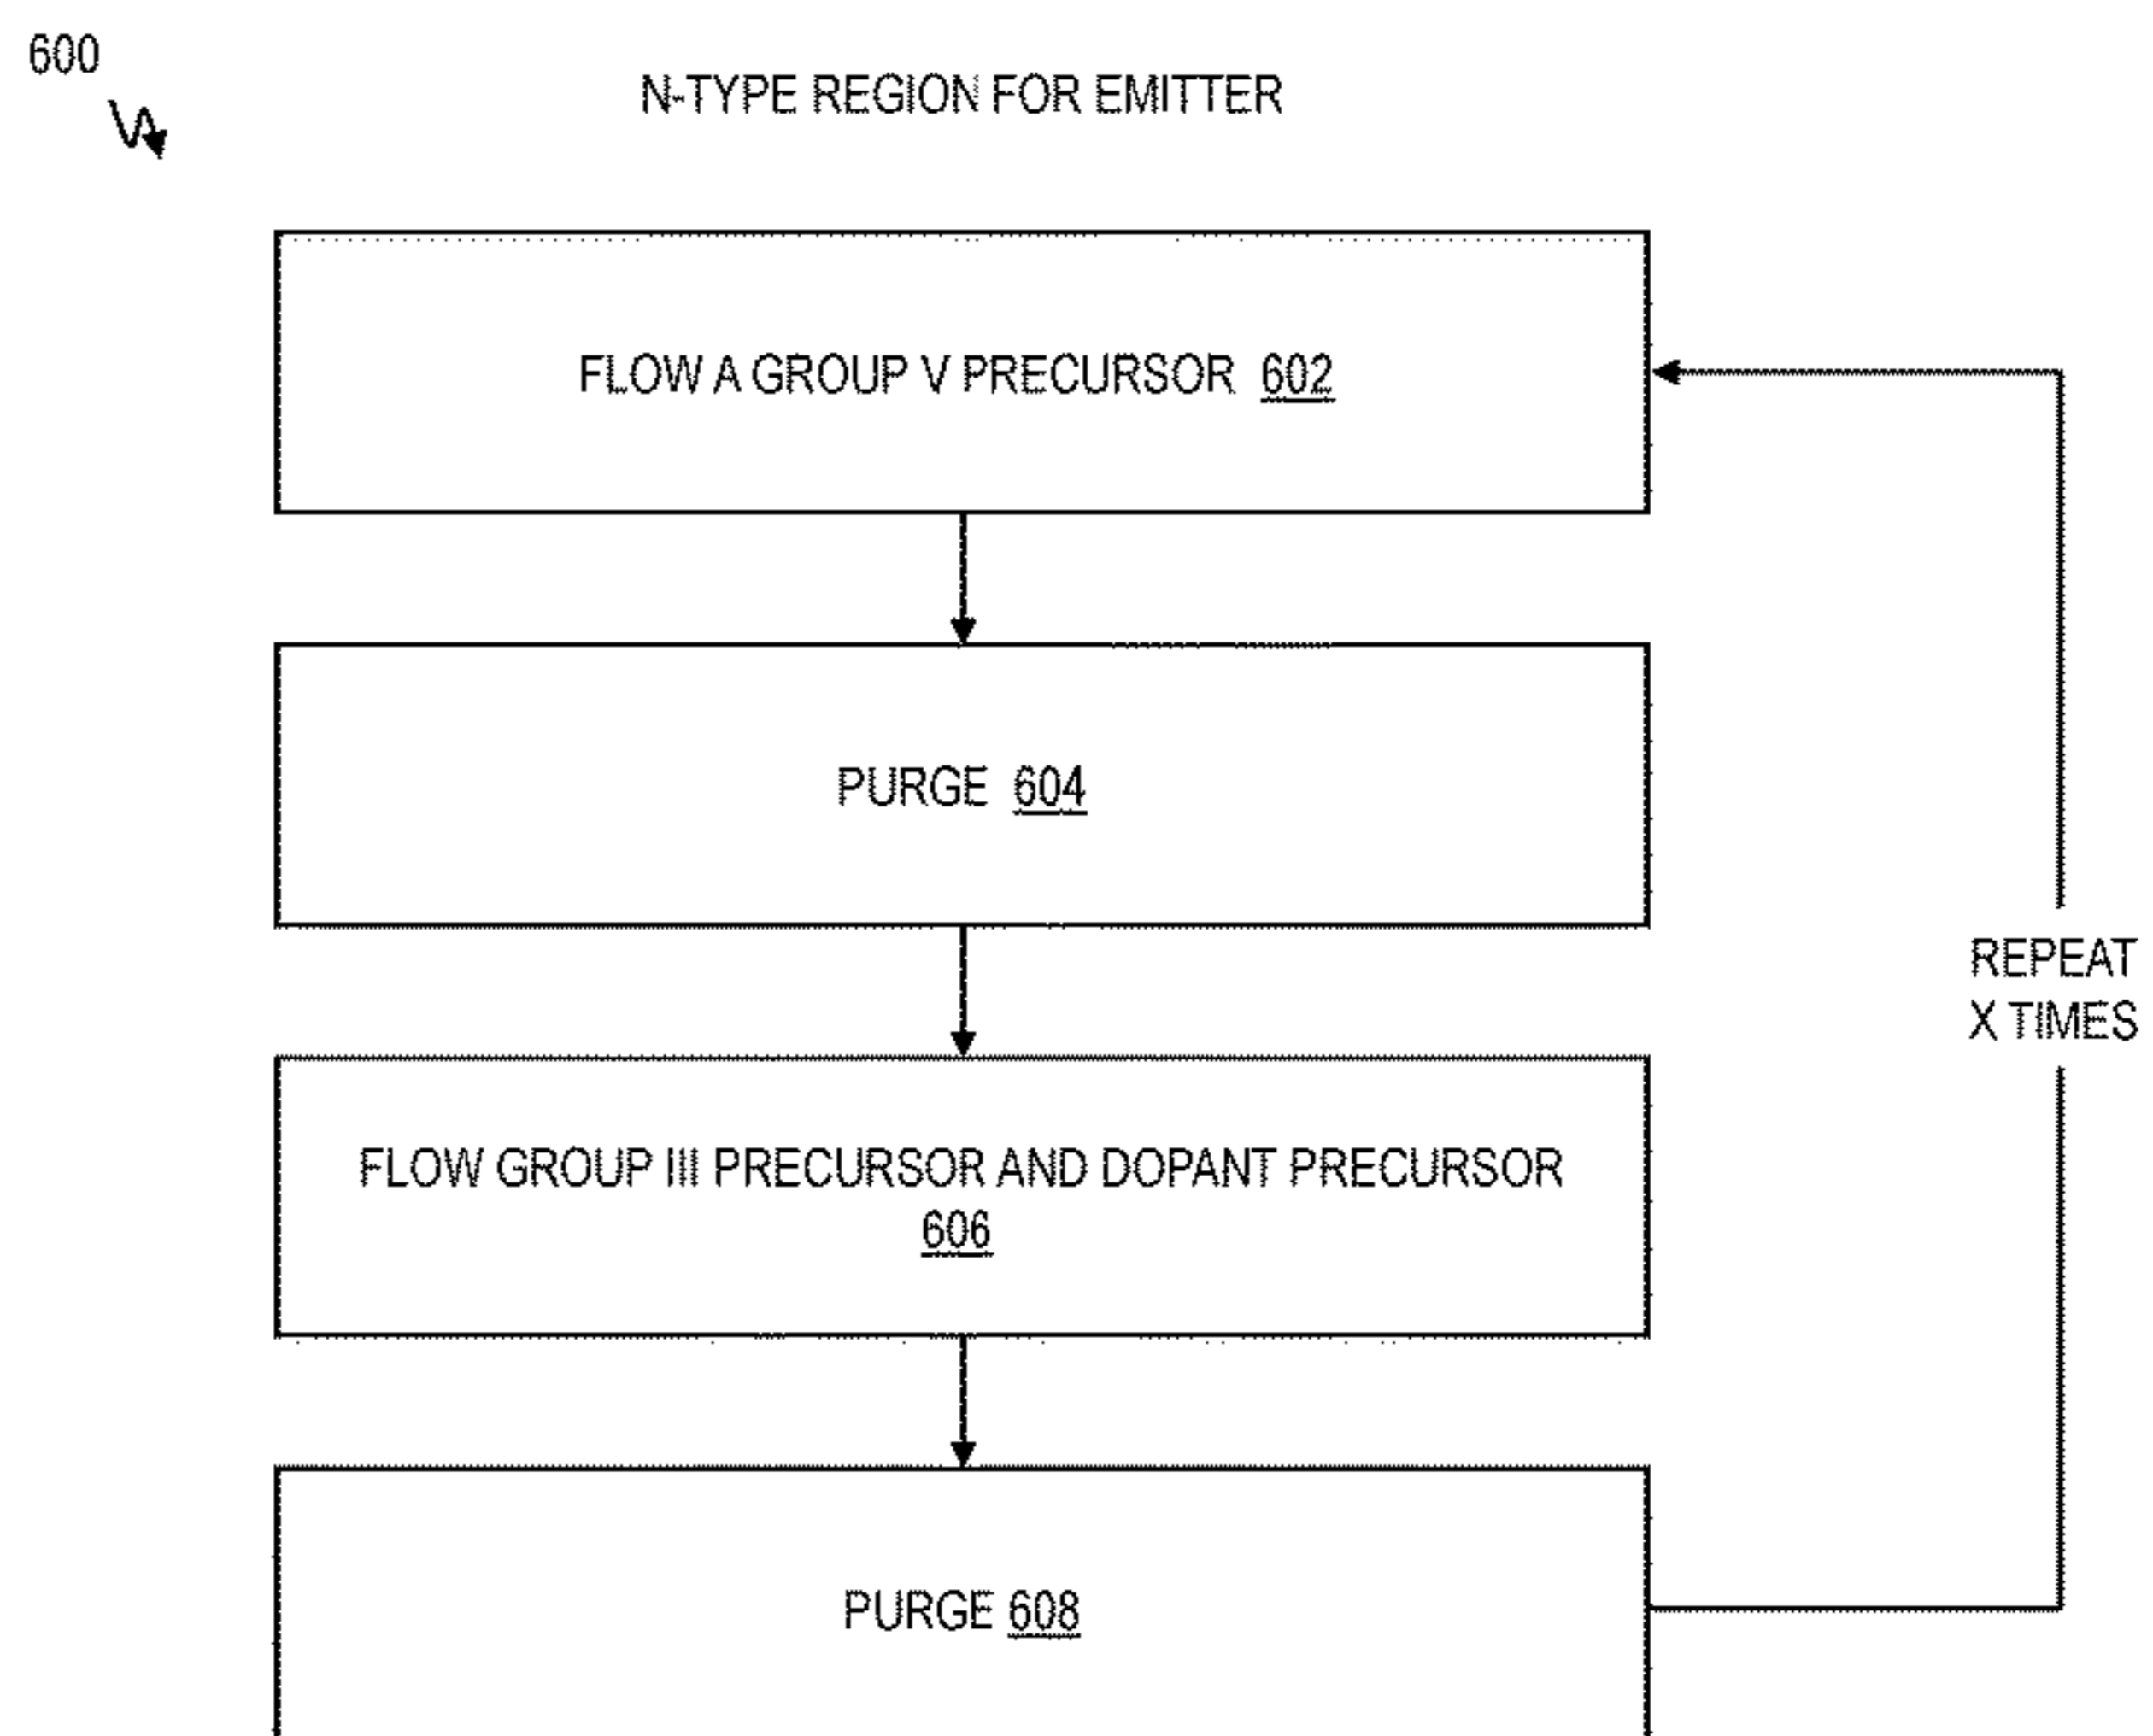 600
N-TYPE REGION FOR EMITTER
FLOW A GROUP V PRECURSOR 602
PURGE 604
REPEAT
X TIMES
FLOW GROUP III PRECURSOR AND DOPANT PRECURSOR
606
PURGE 608